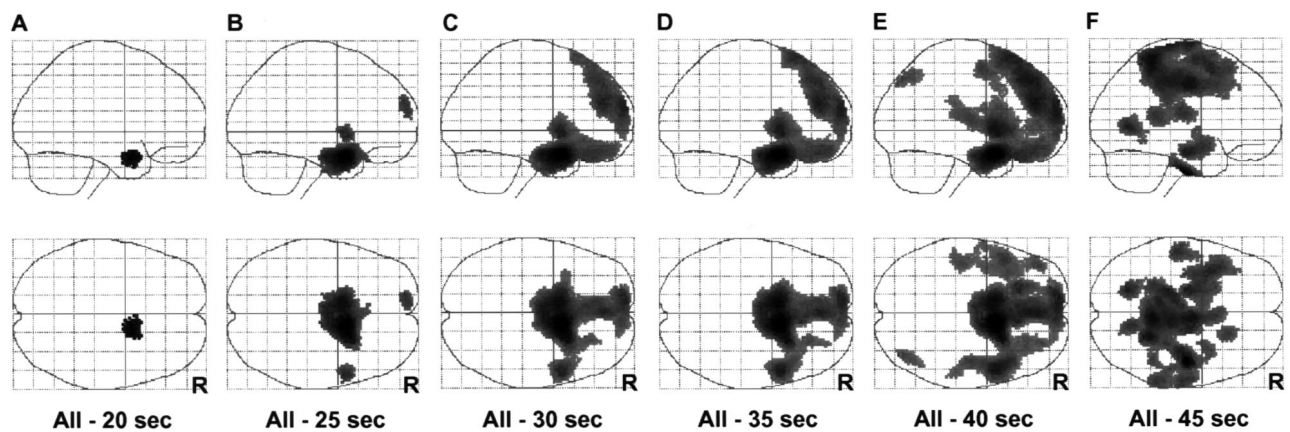 A B C D E F
R R R R R R
All - 20 sec All - 25 sec All - 30 sec All - 35 sec All - 40 sec All - 45 sec